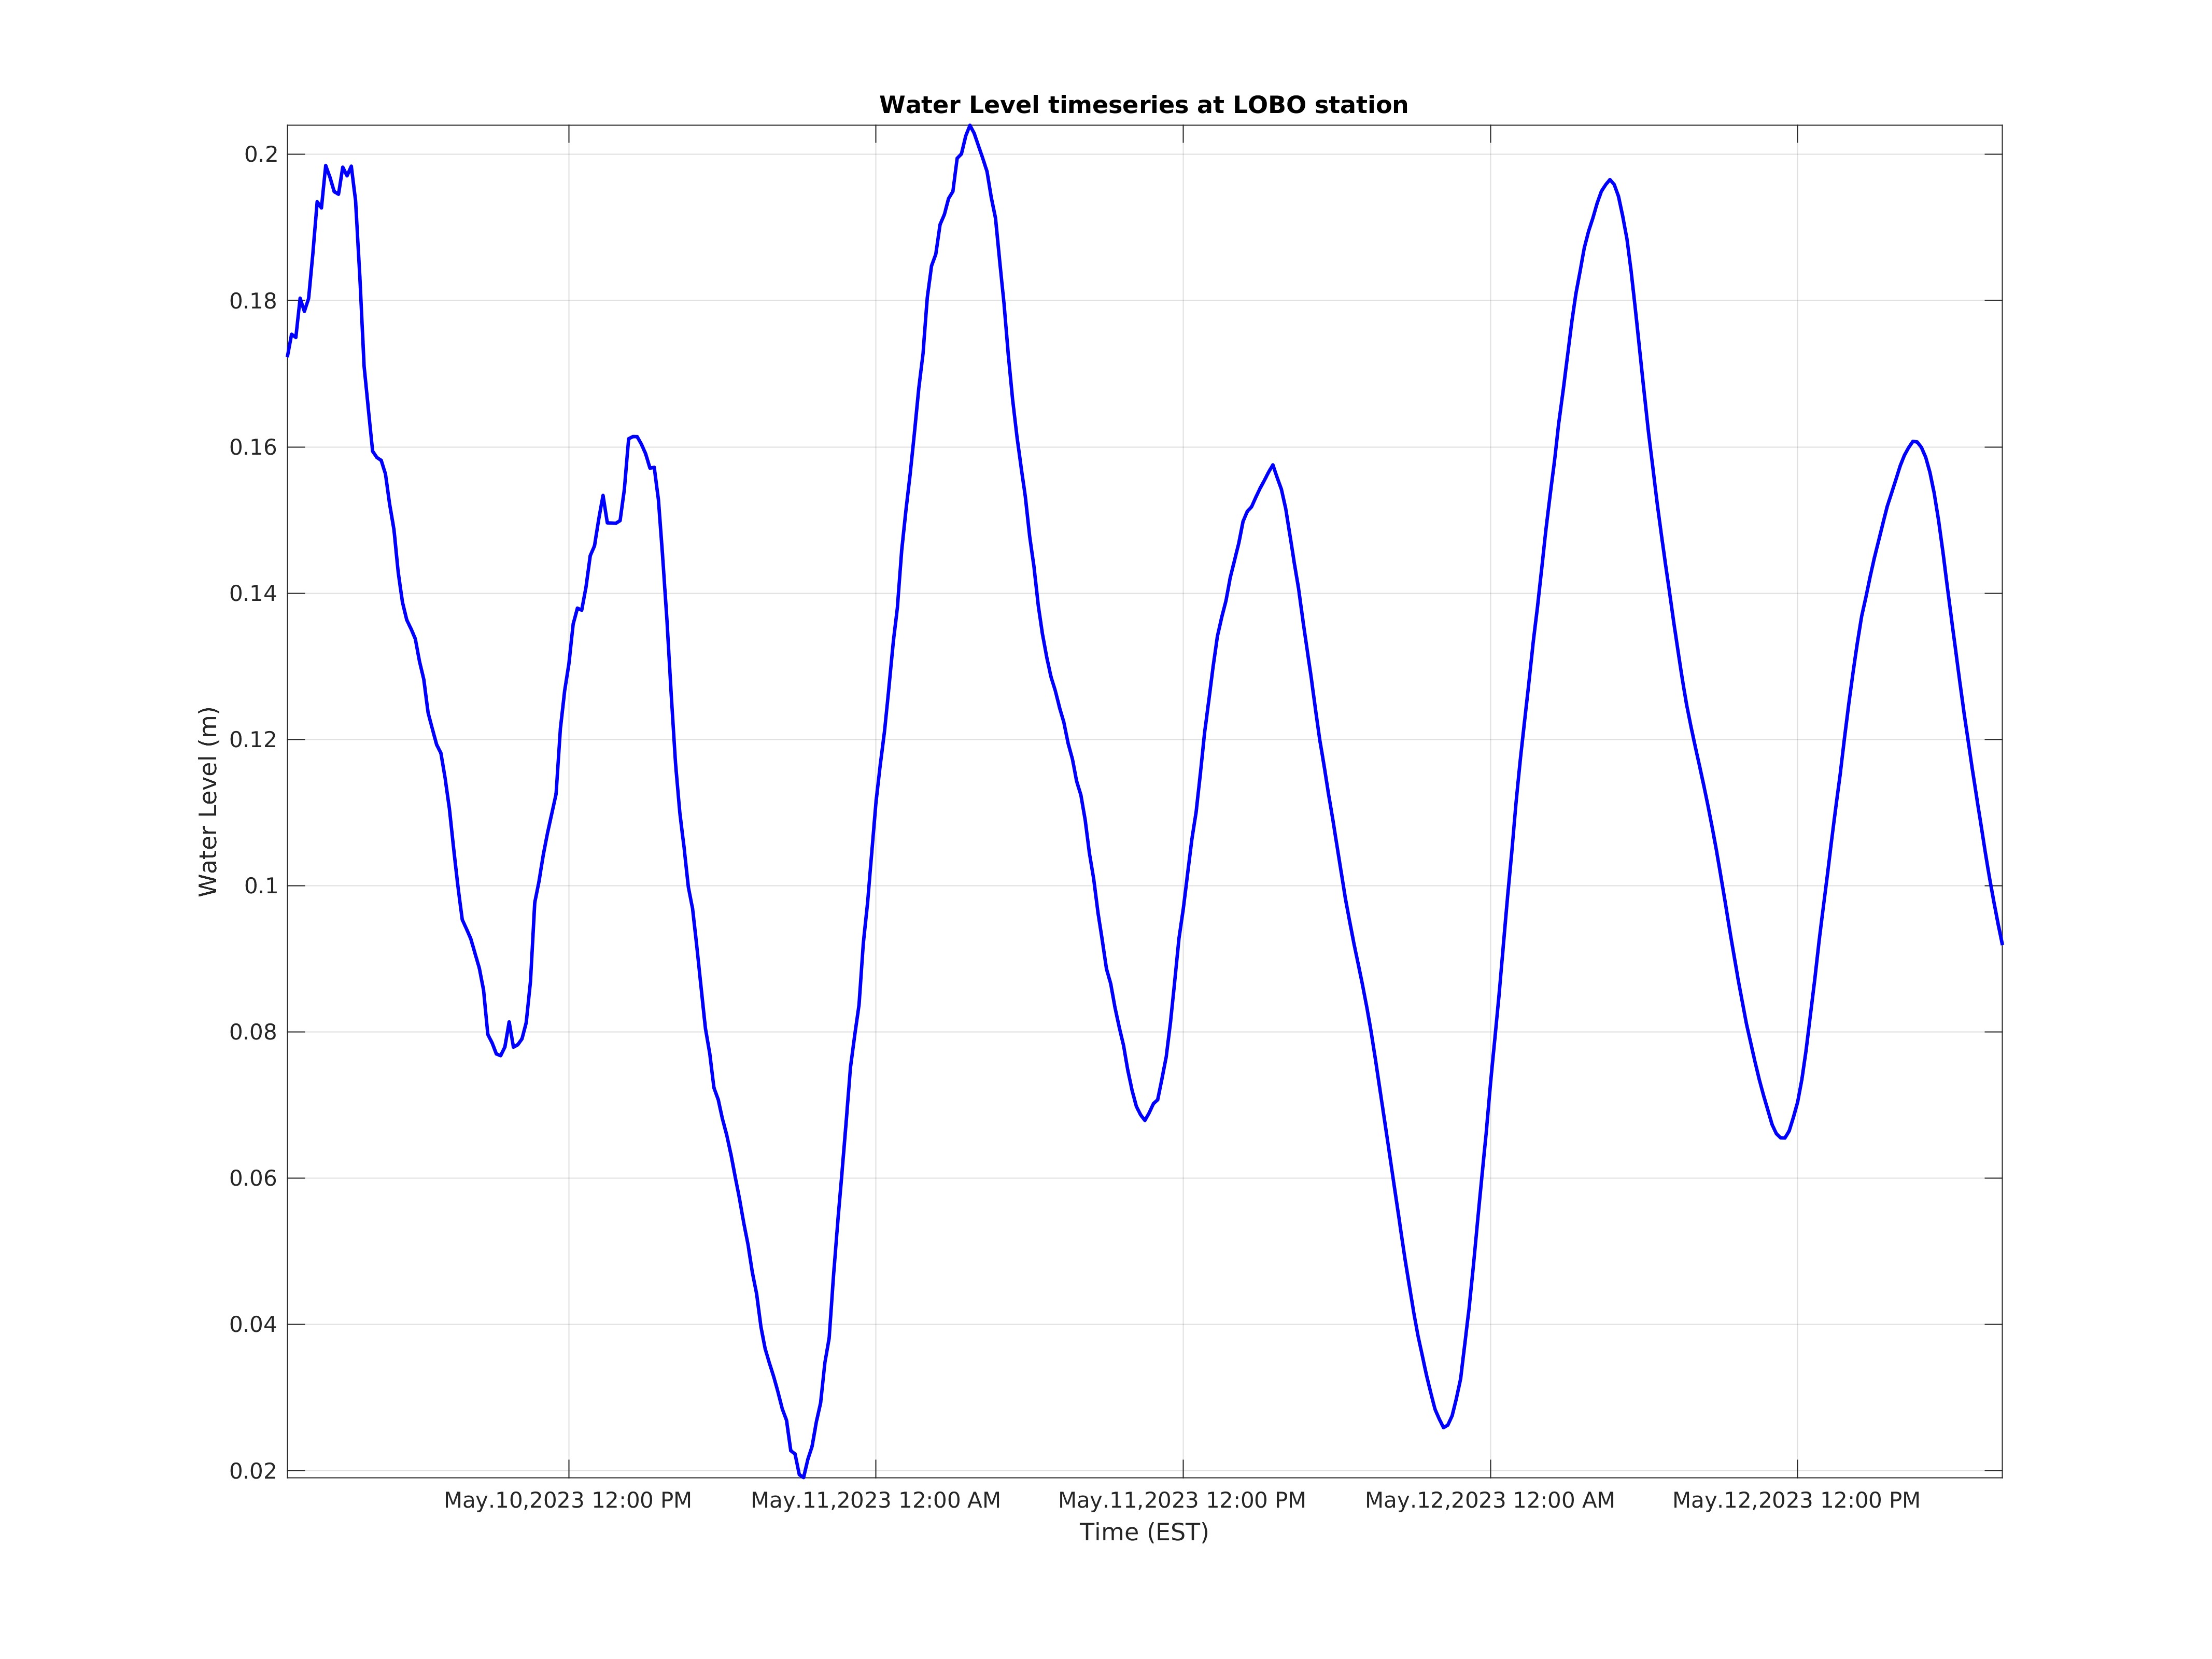 Water Level timeseries at LOBO station
0.2
0.18
0.16
0.14
0.12
0.1
0.08
0.06
0.04
0.02
Water Level (m)
May.10,2023 12:00 PM
May.11,2023 12:00 AM
May.11,2023 12:00 PM
May.12,2023 12:00 AM
May.12,2023 12:00 PM
Time (EST)